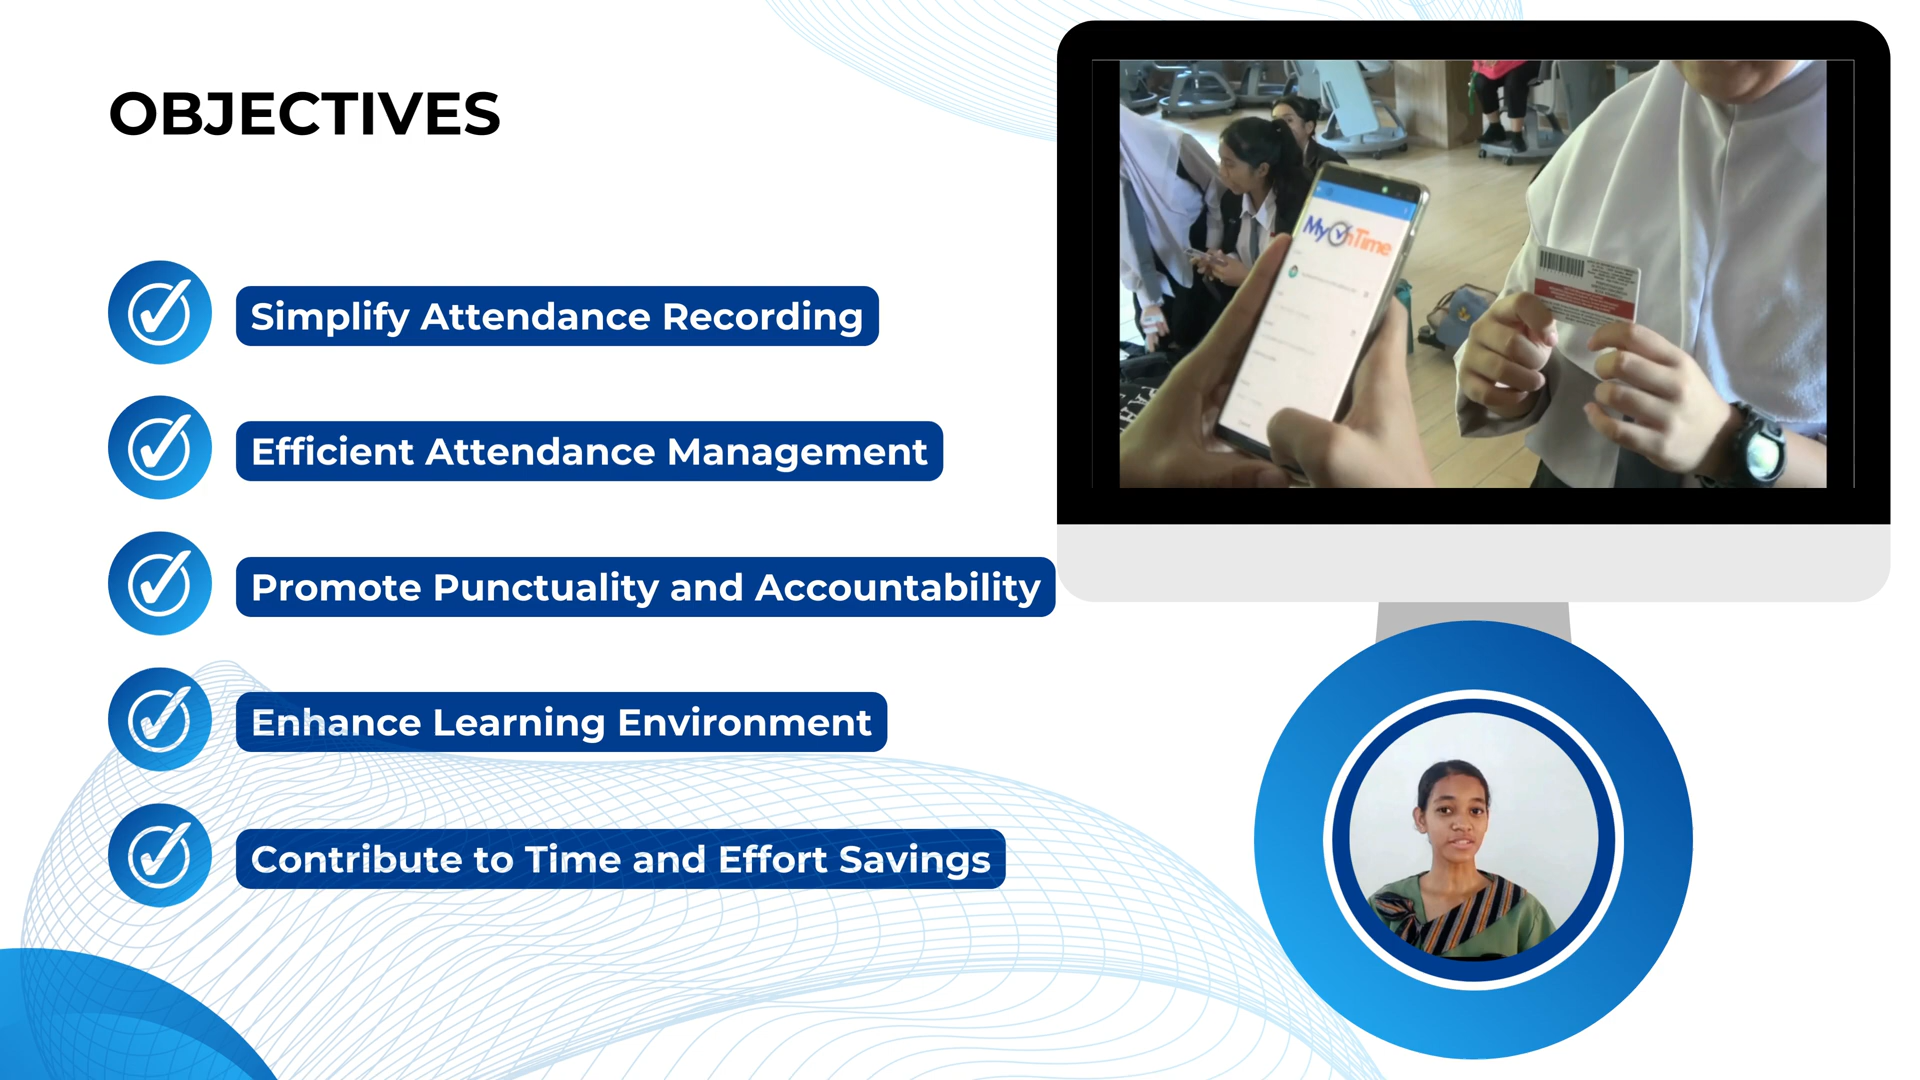 OBJECTIVES
Simplify Attendance Recording
Efficient Attendance Management
Promote Punctuality and Accountability
Enhance Learning Environment
Contribute to Time and Effort Savings
MyOnTime